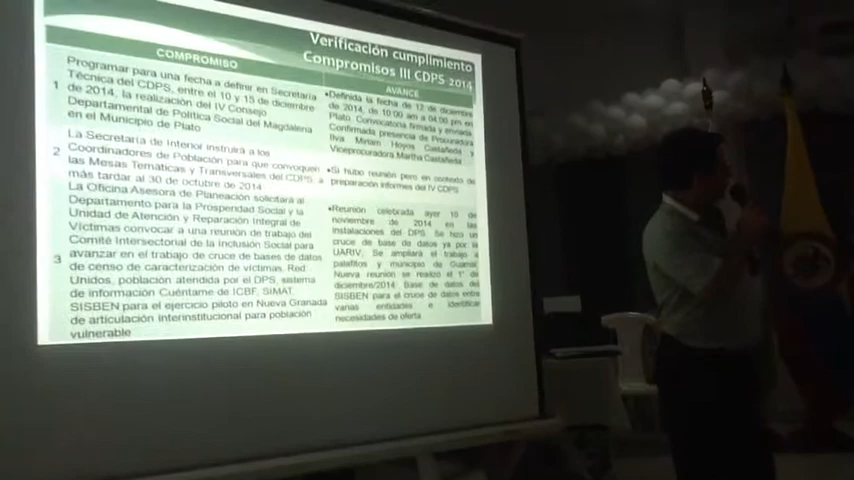 Verificación cumplimiento
Compromisos III CDPS 2014
COMPROMISO
AVANCE
1
Programar para una fecha a definir en Secretaría
Técnica del CDPS, entre el 10 y 15 de diciembre
de 2014, la realización del IV Consejo
Departamental de Política Social del Magdalena
en el Municipio de Plato
•Definida la fecha de 12 de diciembre
de 2014, de 10:00 am a 04:00 pm en
Plato. Convocatoria firmada y enviada.
Confirmada presencia de Procuradora
Ilva Miriam Hoyos Castañeda y
Viceprocuradora Martha Castañeda
2
La Secretaría de Interior instruirá a los
Coordinadores de Población para que convoquen
las Mesas Temáticas y Transversales del CDPS, a
más tardar al 30 de octubre de 2014
•Si hubo reunión pero en contexto de
preparación informes del IV CDPS
3
La Oficina Asesora de Planeación solicitará al
Departamento para la Prosperidad Social y la
Unidad de Atención y Reparación Integral de
Víctimas convocar a una reunión de trabajo del
Comité Intersectorial de la Inclusión Social para
avanzar en el trabajo de cruce de bases de datos
de censo de caracterización de víctimas. Red
Unidos, población atendida por el DPS, sistema
de información Cuéntame de ICBF, SIMAT,
SISBEN para el ejercicio piloto en Nueva Granada
de articulación interinstitucional para población
vulnerable
•Reunión celebrada ayer 10 de
noviembre de 2014 en las
instalaciones del DPS. Se hizo un
cruce de base de datos ya por la
UARIV. Se ampliará el trabajo a
palafitos y municipio de Guamal.
Nueva reunión se realizó el 1° de
diciembre/2014. Base de datos del
SISBEN para el cruce de datos entre
varias entidades e identificar
necesidades de oferta